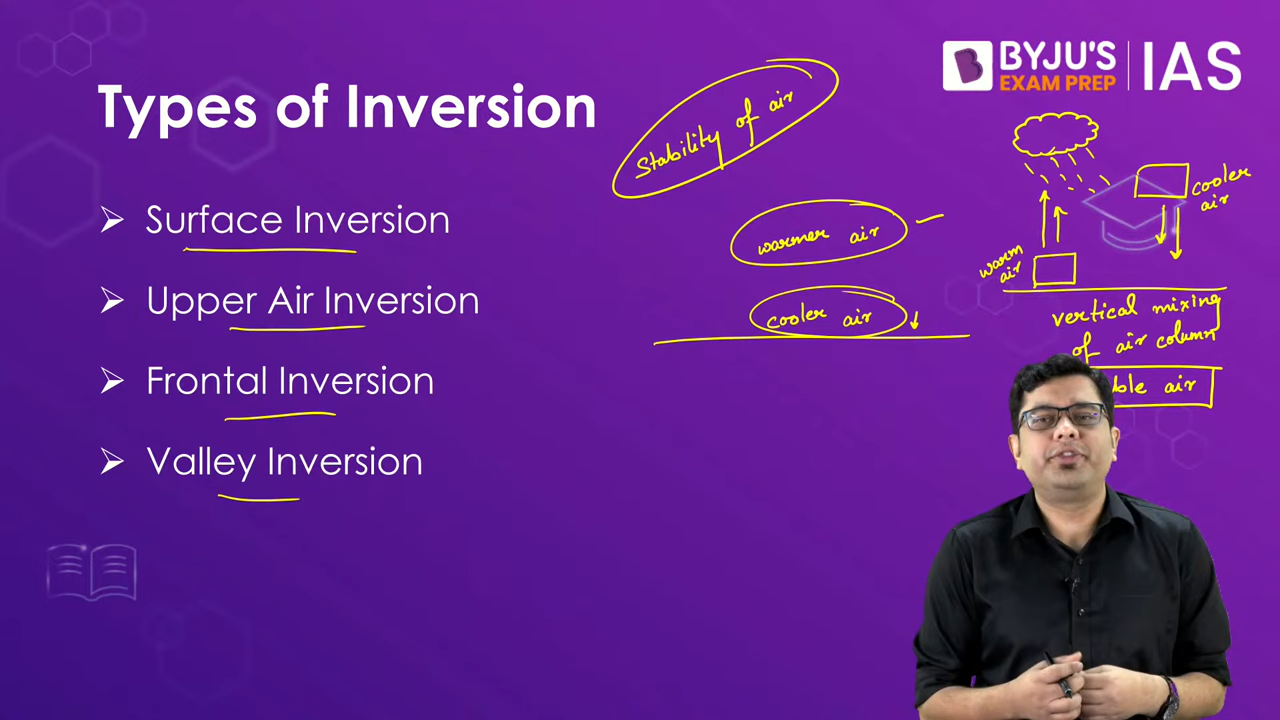 Types of Inversion
➤ Surface Inversion
➤ Upper Air Inversion
➤ Frontal Inversion
➤ Valley Inversion
Stability of air
warmer air
cooler air
BYJU'S
EXAM PREP
IAS
cooler
air
warm
air
vertical mixing
of air column
air